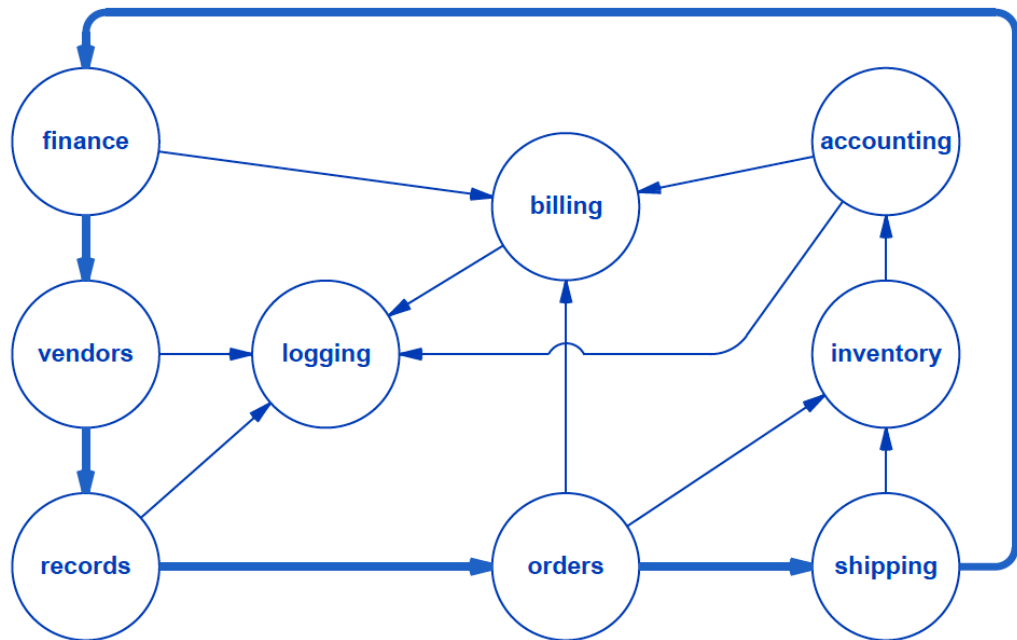 finance
accounting
billing
vendors
logging
inventory
records
orders
shipping